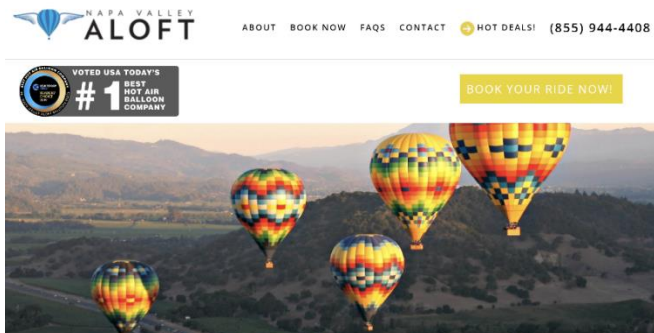 NAPA VALLEY
ALOFT
ABOUT BOOK NOW FAQS CONTACT HOT DEALS! (855) 944-4408
VOTED USA TODAY'S
#1 BEST
HOT AIR
BALLOON
COMPANY
BOOK YOUR RIDE NOW!